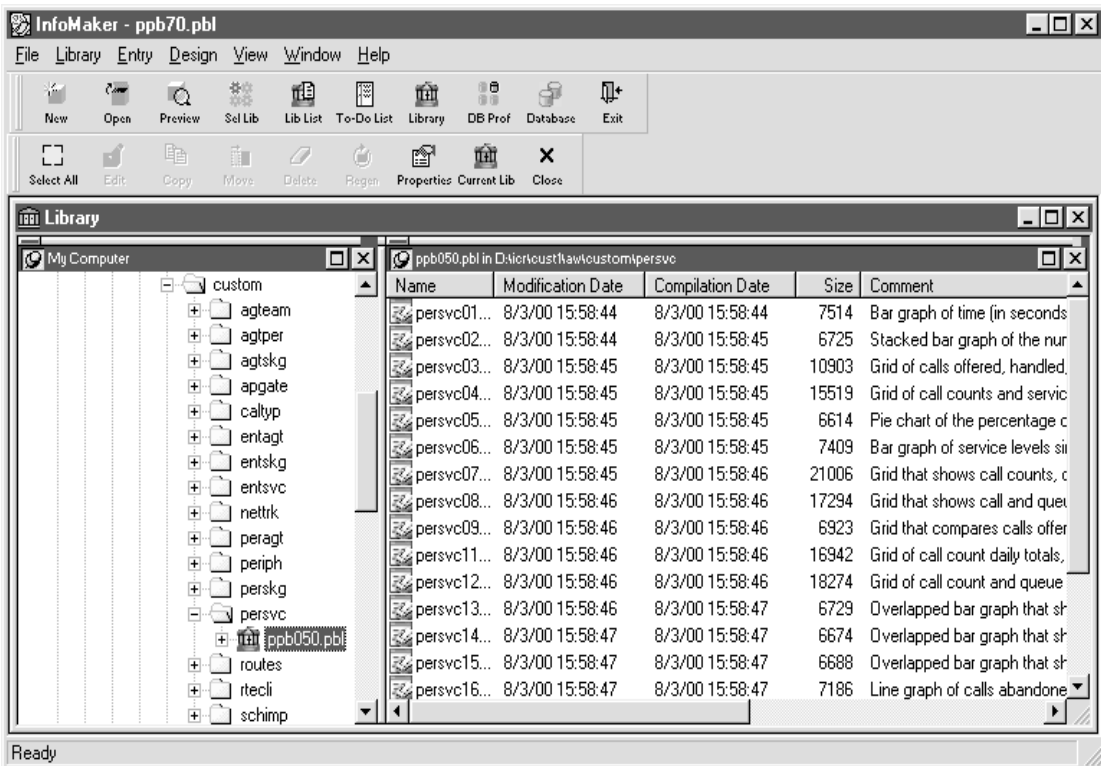 InfoMaker - ppb70.pbl
File Library Entry Design View Window Help
New Open Preview Sel Lib Lib List To-Do List Library DB Prof Database Exit
Select All Edit Copy Move Delete Regen Properties Current Lib Close
Library
My Computer
custom
agteam
agtper
agtskg
apgate
caltyp
entagt
entskg
entsvc
nettrk
peragt
periph
perskg
persvc
ppb050.pbl
routes
rtecli
schimp
ppb050.pbl in D:\icr\cust1\aw\custom\persvc
Name Modification Date Compilation Date Size Comment
persvc01... 8/3/00 15:58:44 8/3/00 15:58:44 7514 Bar graph of time (in seconds
persvc02... 8/3/00 15:58:44 8/3/00 15:58:45 6725 Stacked bar graph of the nur
persvc03... 8/3/00 15:58:45 8/3/00 15:58:45 10903 Grid of calls offered, handled,
persvc04... 8/3/00 15:58:45 8/3/00 15:58:45 15519 Grid of call counts and servic
persvc05... 8/3/00 15:58:45 8/3/00 15:58:45 6614 Pie chart of the percentage c
persvc06... 8/3/00 15:58:45 8/3/00 15:58:45 7409 Bar graph of service levels sii
persvc07... 8/3/00 15:58:45 8/3/00 15:58:46 21006 Grid that shows call counts, c
persvc08... 8/3/00 15:58:46 8/3/00 15:58:46 17294 Grid that shows call and queu
persvc09... 8/3/00 15:58:46 8/3/00 15:58:46 6923 Grid that compares calls offer
persvc11... 8/3/00 15:58:46 8/3/00 15:58:46 16942 Grid of call count daily totals,
persvc12... 8/3/00 15:58:46 8/3/00 15:58:46 18274 Grid of call count and queue
persvc13... 8/3/00 15:58:46 8/3/00 15:58:47 6729 Overlapped bar graph that sh
persvc14... 8/3/00 15:58:47 8/3/00 15:58:47 6674 Overlapped bar graph that sh
persvc15... 8/3/00 15:58:47 8/3/00 15:58:47 6688 Overlapped bar graph that sh
persvc16... 8/3/00 15:58:47 8/3/00 15:58:47 7186 Line graph of calls abandone
Ready